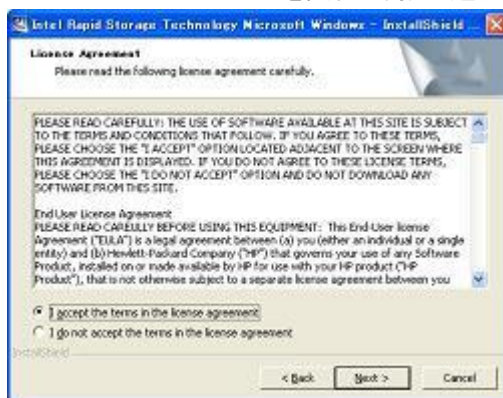 Intel Rapid Storage Technology Microsoft Windows - InstallShield ...
License Agreement
Please read the following license agreement carefully.
PLEASE READ CAREFULLY: THE USE OF SOFTWARE AVAILABLE AT THIS SITE IS SUBJECT
TO THE TERMS AND CONDITIONS THAT FOLLOW. IF YOU AGREE TO THESE TERMS,
PLEASE CHOOSE THE "I ACCEPT" OPTION LOCATED ADJACENT TO THE SCREEN WHERE
THIS AGREEMENT IS DISPLAYED. IF YOU DO NOT AGREE TO THESE LICENSE TERMS,
PLEASE CHOOSE THE "I DO NOT ACCEPT" OPTION AND DO NOT DOWNLOAD ANY
SOFTWARE FROM THIS SITE.
End User License Agreement
PLEASE READ CAREULLY BEFORE USING THIS EQUIPMENT: This End-User license
Agreement ("EULA") is a legal agreement between (a) you (either an individual or a single
entity) and (b) Hewlett-Packard Company ("HP") that governs your use of any Software
Product, installed on or made available by HP for use with your HP product ("HP
Product"), that is not otherwise subject to a separate license agreement between you
I accept the terms in the license agreement
I do not accept the terms in the license agreement
InstallShield
< Back
Next >
Cancel